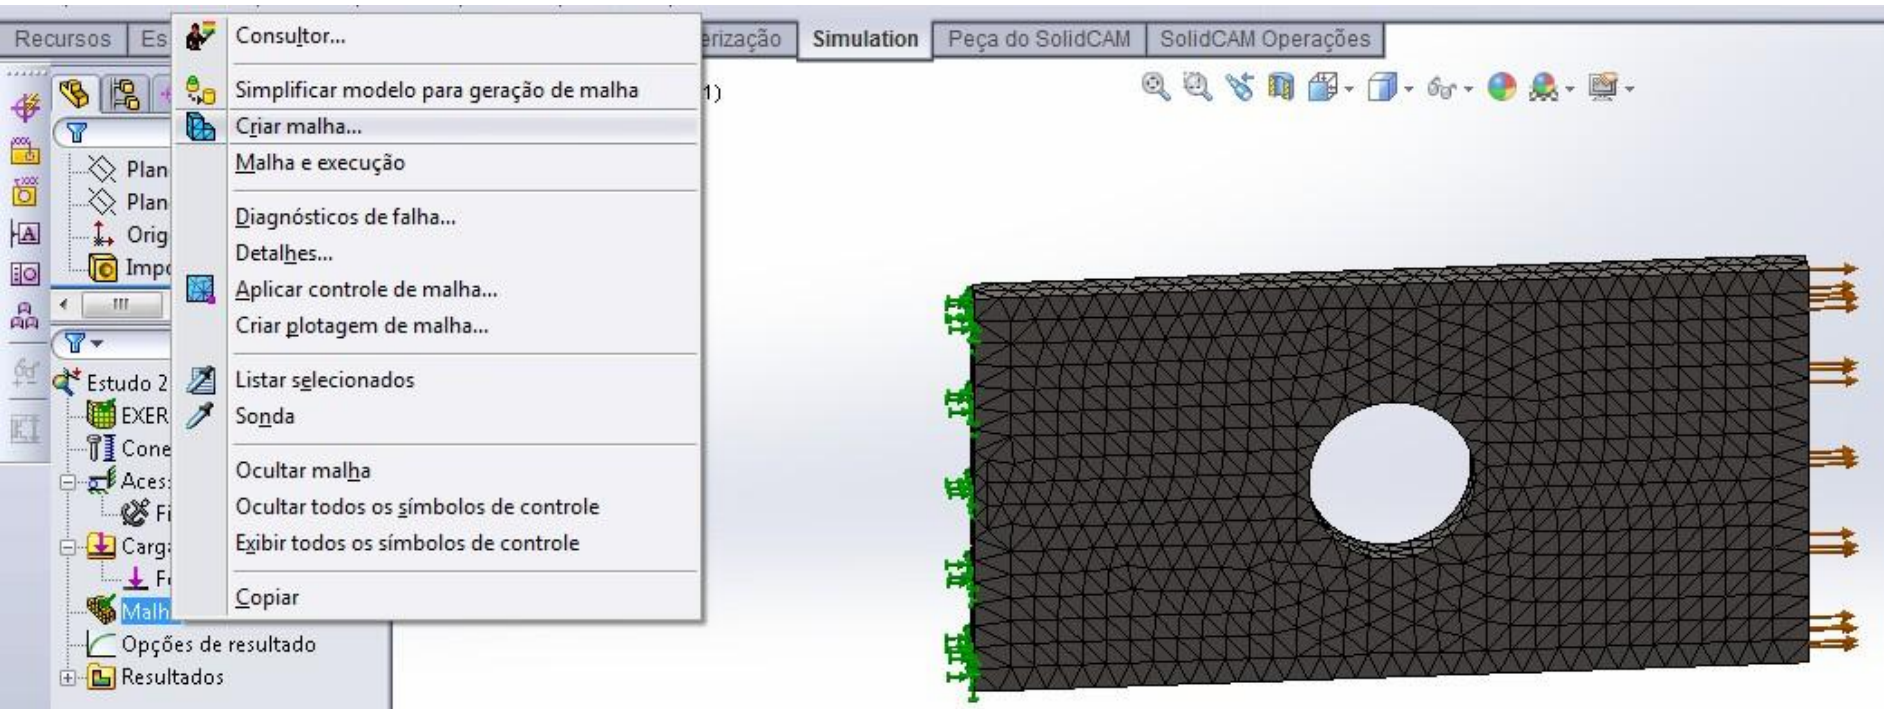 Recursos
Es
erização
Simulation
Peça do SolidCAM
SolidCAM Operações
Consultor...
Simplificar modelo para geração de malha
1)
Criar malha...
Malha e execução
Diagnósticos de falha...
Detalhes...
Aplicar controle de malha...
Criar plotagem de malha...
Listar selecionados
Sonda
Ocultar malha
Ocultar todos os símbolos de controle
Exibir todos os símbolos de controle
Copiar
Plan
Plan
Orig
Impo
A
Estudo 2
EXER
Cone
Aces
Fi
Carg
Fo
Malh
Opções de resultado
Resultados